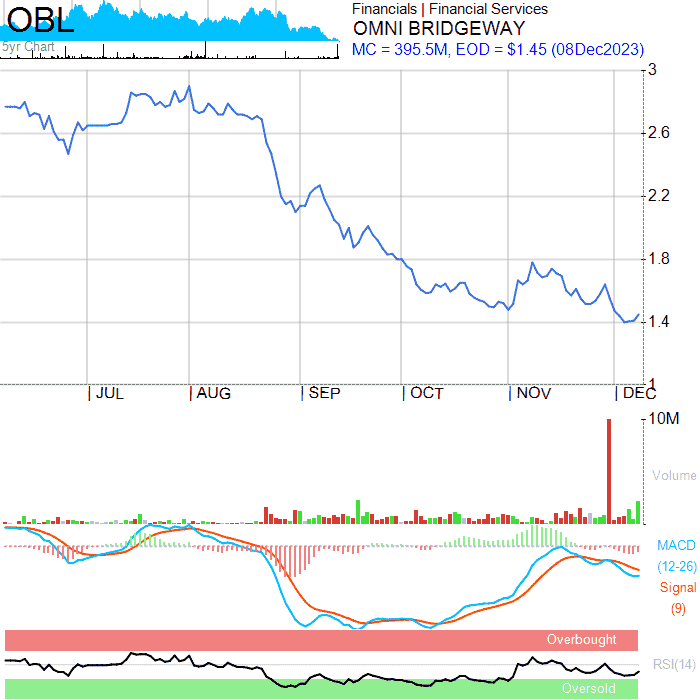 OBL
5yr Chart
Financials | Financial Services
OMNI BRIDGEWAY
MC = 395.5M, EOD = $1.45 (08Dec2023)
3
2.6
2.2
1.8
1.4
1
JUL AUG SEP OCT NOV DEC
10M
Volume
MACD
(12-26)
Signal
(9)
Overbought
RSI(14)
Oversold